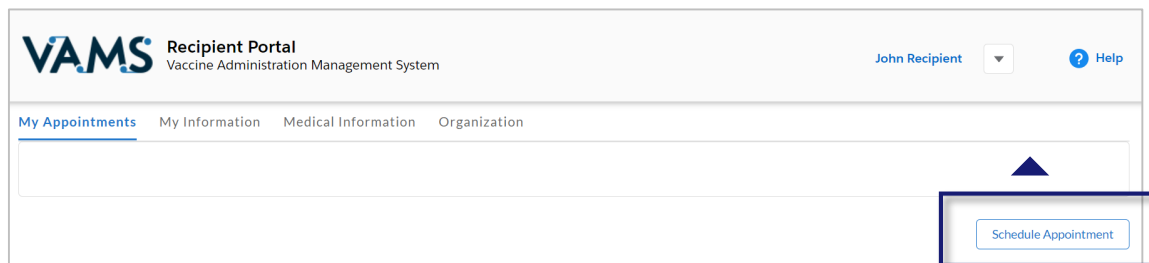 VAMS Recipient Portal
Vaccine Administration Management System
John Recipient
? Help
My Appointments My Information Medical Information Organization
Schedule Appointment